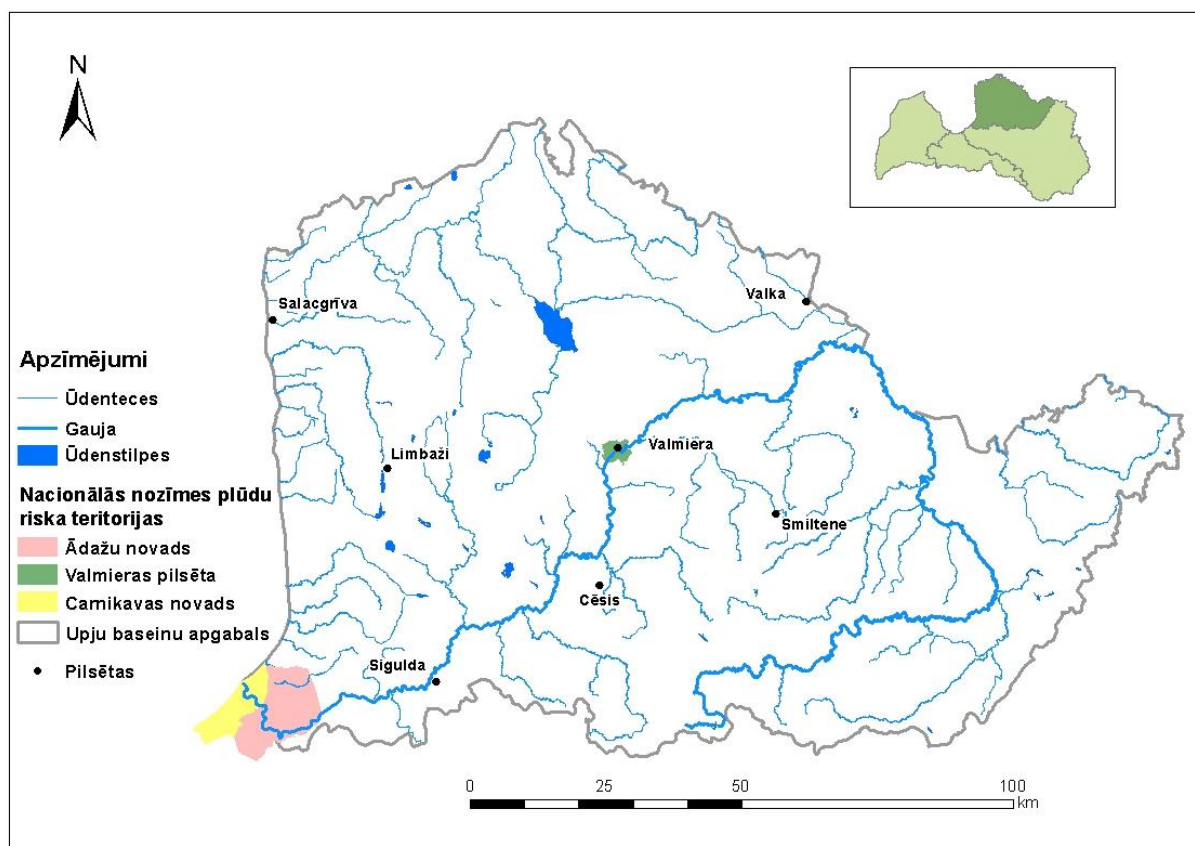 N
Salacgrīva
Valka
Apzīmējumi
Ūdenteces
Gauja
Ūdenstilpes
Limbaži
Valmiera
Nacionālās nozīmes plūdu
riska teritorijas
Smiltene
Ādažu novads
Valmieras pilsēta
Cēsis
Carnikavas novads
Upju baseinu apgabals
Pilsētas
Sigulda
0 25 50 100
km